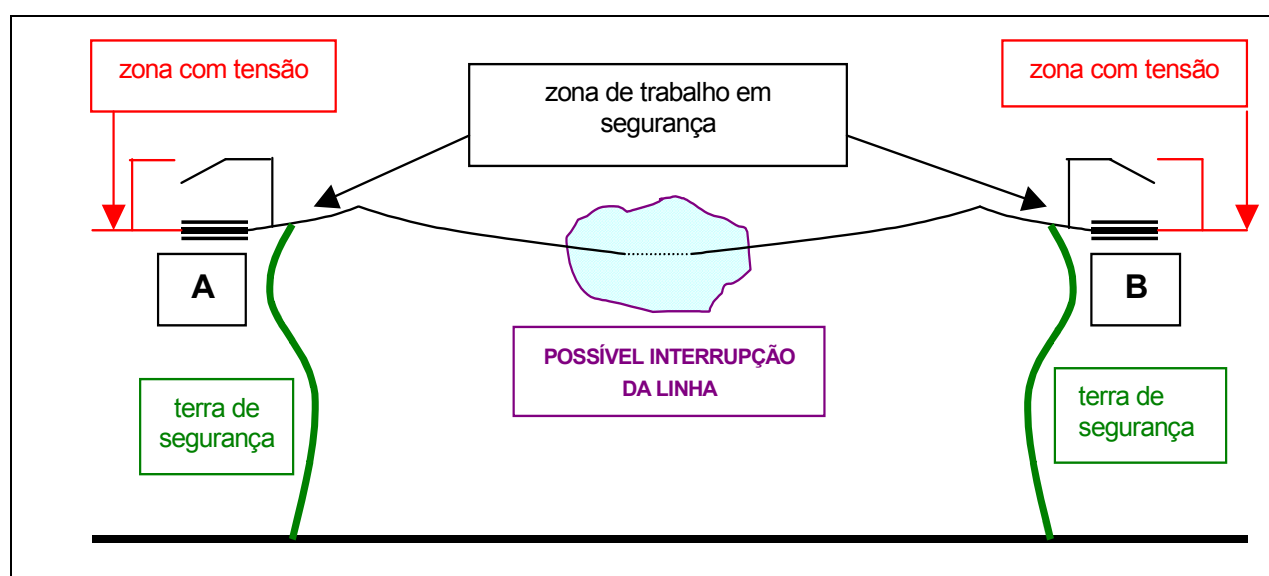 zona com tensão
zona de trabalho em
segurança
zona com tensão
A
B
POSSÍVEL INTERRUPÇÃO
DA LINHA
terra de
segurança
terra de
segurança